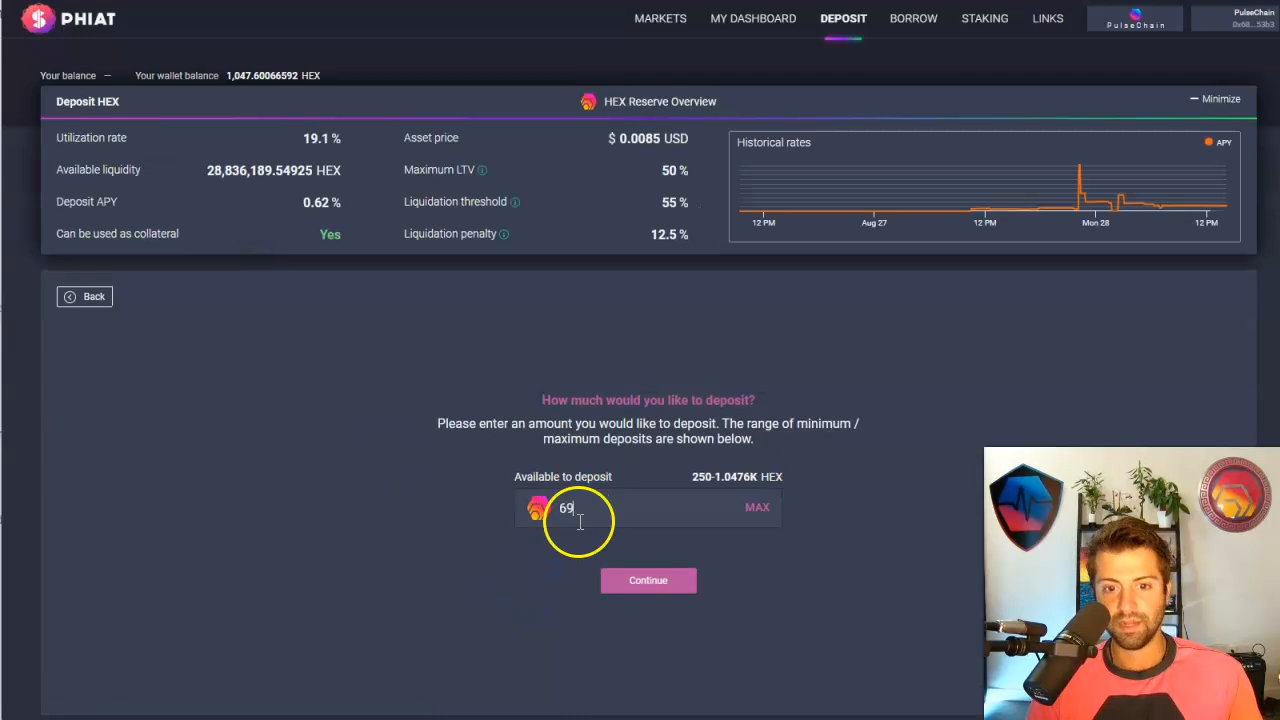 PHIAT
MARKETS MY DASHBOARD DEPOSIT BORROW STAKING LINKS
PulseChain
PulseChain
0x68...53b3
Your balance — Your wallet balance 1,047.60066592 HEX
Deposit HEX
HEX Reserve Overview
Minimize
Utilization rate 19.1 %
Asset price $ 0.0085 USD
Available liquidity 28,836,189.54925 HEX
Maximum LTV 50 %
Deposit APY 0.62 %
Liquidation threshold 55 %
Can be used as collateral Yes
Liquidation penalty 12.5 %
Historical rates APY
12 PM Aug 27 12 PM Mon 28 12 PM
Back
How much would you like to deposit?
Please enter an amount you would like to deposit. The range of minimum /
maximum deposits are shown below.
Available to deposit 250-1.0476K HEX
69 MAX
Continue